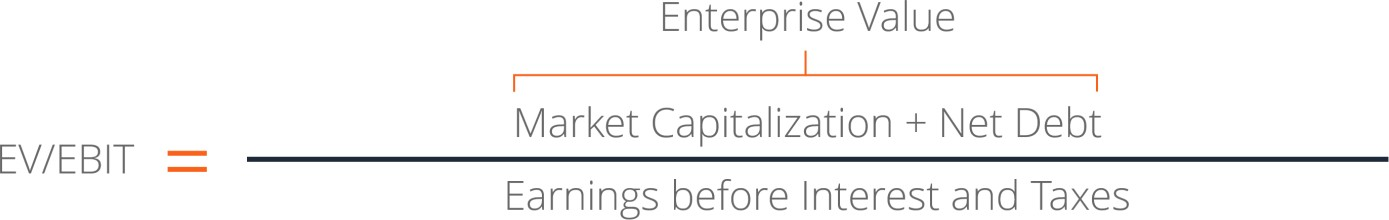 Enterprise Value
Market Capitalization + Net Debt
EV/EBIT =
Earnings before Interest and Taxes